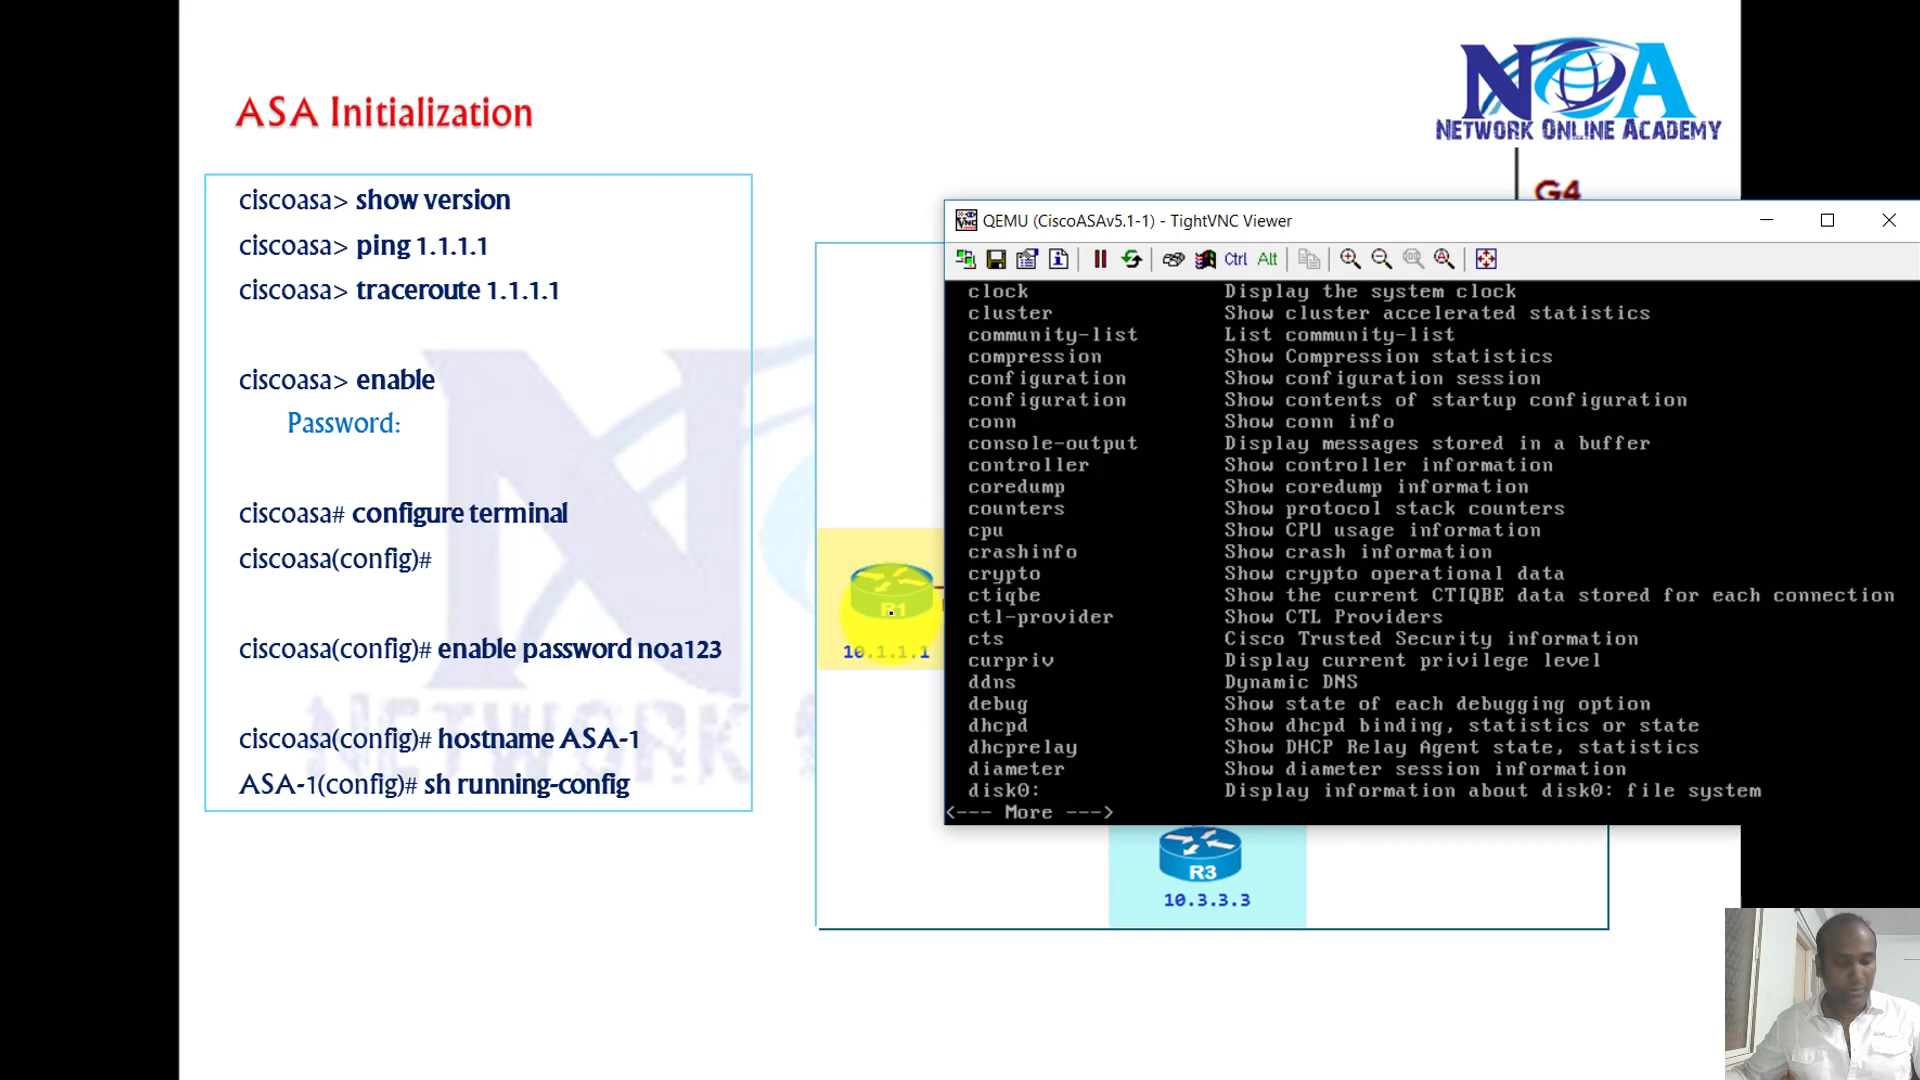 ASA Initialization
NOA
NETWORK ONLINE ACADEMY
ciscoasa> show version
ciscoasa> ping 1.1.1.1
ciscoasa> traceroute 1.1.1.1
ciscoasa> enable
Password:
ciscoasa# configure terminal
ciscoasa(config)#
ciscoasa(config)# enable password noa123
ciscoasa(config)# hostname ASA-1
ASA-1(config)# sh running-config
G4
QEMU (CiscoASAv5.1-1) - TightVNC Viewer
Ctrl Alt
clock Display the system clock
cluster Show cluster accelerated statistics
community-list List community-list
compression Show Compression statistics
configuration Show configuration session
configuration Show contents of startup configuration
conn Show conn info
console-output Display messages stored in a buffer
controller Show controller information
coredump Show coredump information
counters Show protocol stack counters
cpu Show CPU usage information
crashinfo Show crash information
crypto Show crypto operational data
ctiqbe Show the current CTIQBE data stored for each connection
ctl-provider Show CTL Providers
cts Cisco Trusted Security information
curpriv Display current privilege level
ddns Dynamic DNS
debug Show state of each debugging option
dhcpd Show dhcpd binding, statistics or state
dhcprelay Show DHCP Relay Agent state, statistics
diameter Show diameter session information
disk0: Display information about disk0: file system
<--- More --->
R1
10.1.1.1
R3
10.3.3.3
NETWORK